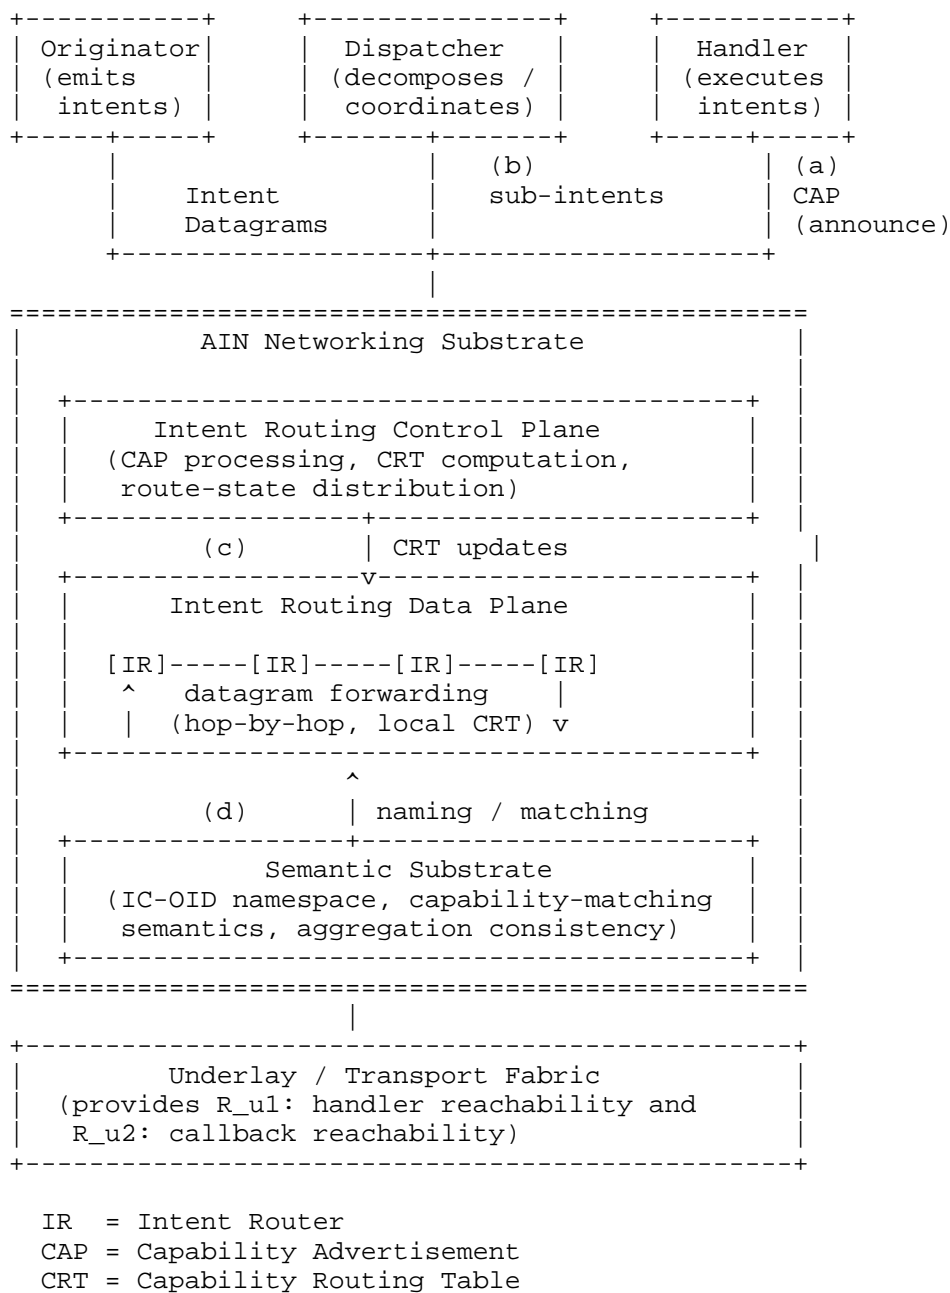 Originator Dispatcher Handler
(emits (decomposes / (executes
intents) coordinates) intents)
(b) (a)
Intent sub-intents CAP
Datagrams (announce)
AIN Networking Substrate
Intent Routing Control Plane
(CAP processing, CRT computation,
route-state distribution)
(c) CRT updates
v
Intent Routing Data Plane
[IR]-----[IR]-----[IR]-----[IR]
^ datagram forwarding
(hop-by-hop, local CRT) v
^
(d) naming / matching
Semantic Substrate
(IC-OID namespace, capability-matching
semantics, aggregation consistency)
Underlay / Transport Fabric
(provides R_u1: handler reachability and
R_u2: callback reachability)
IR = Intent Router
CAP = Capability Advertisement
CRT = Capability Routing Table